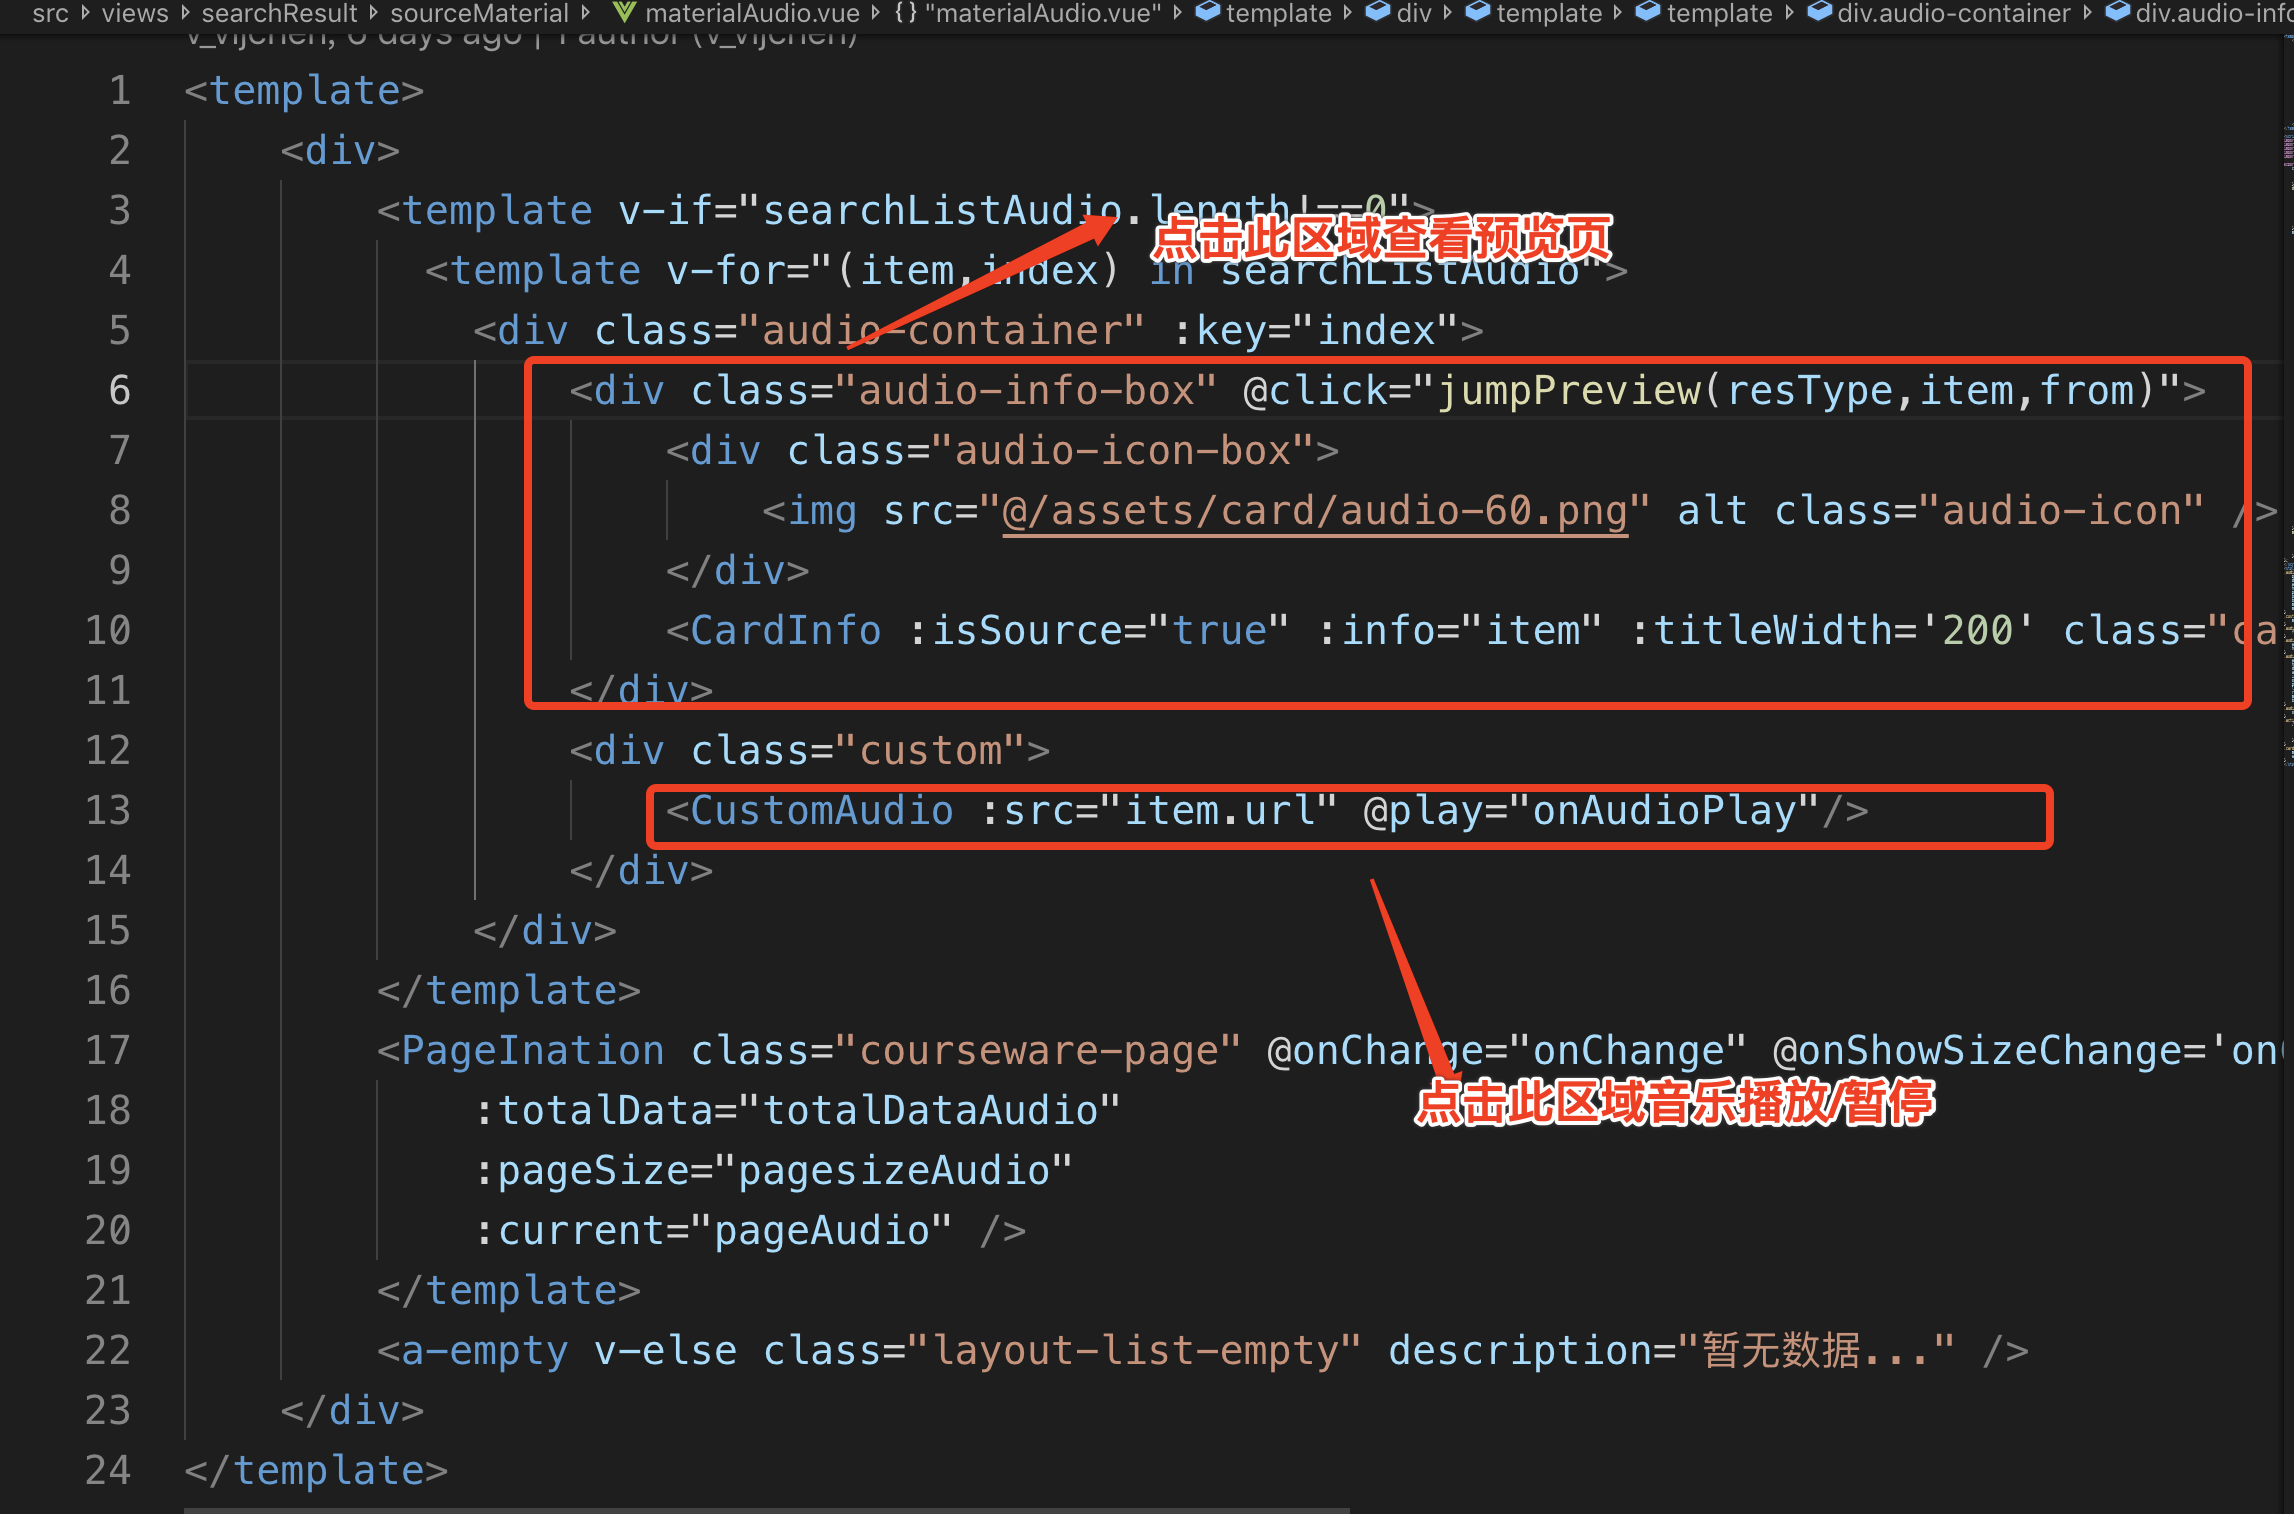 src › views › searchResult › sourceMaterial › materialAudio.vue › {} "materialAudio.vue" › template › div › template › template › div.audio-container › div.audio-info
v_vljchen, 6 days ago | 1 author (v_vljchen)
1 <template>
2 <div>
3 <template v-if="searchListAudio.length!==0">
点击此区域查看预览页
4 <template v-for="(item,index) in searchListAudio">
5 <div class="audio-container" :key="index">
6 <div class="audio-info-box" @click="jumpPreview(resType,item,from)">
7 <div class="audio-icon-box">
8 <img src="@/assets/card/audio-60.png" alt class="audio-icon" />
9 </div>
10 <CardInfo :isSource="true" :info="item" :titleWidth='200' class="ca
11 </div>
12 <div class="custom">
13 <CustomAudio :src="item.url" @play="onAudioPlay"/>
14 </div>
15 </div>
16 </template>
17 <PageInation class="courseware-page" @onChange="onChange" @onShowSizeChange='on
点击此区域音乐播放/暂停
18 :totalData="totalDataAudio"
19 :pageSize="pagesizeAudio"
20 :current="pageAudio" />
21 </template>
22 <a-empty v-else class="layout-list-empty" description="暂无数据..." />
23 </div>
24 </template>